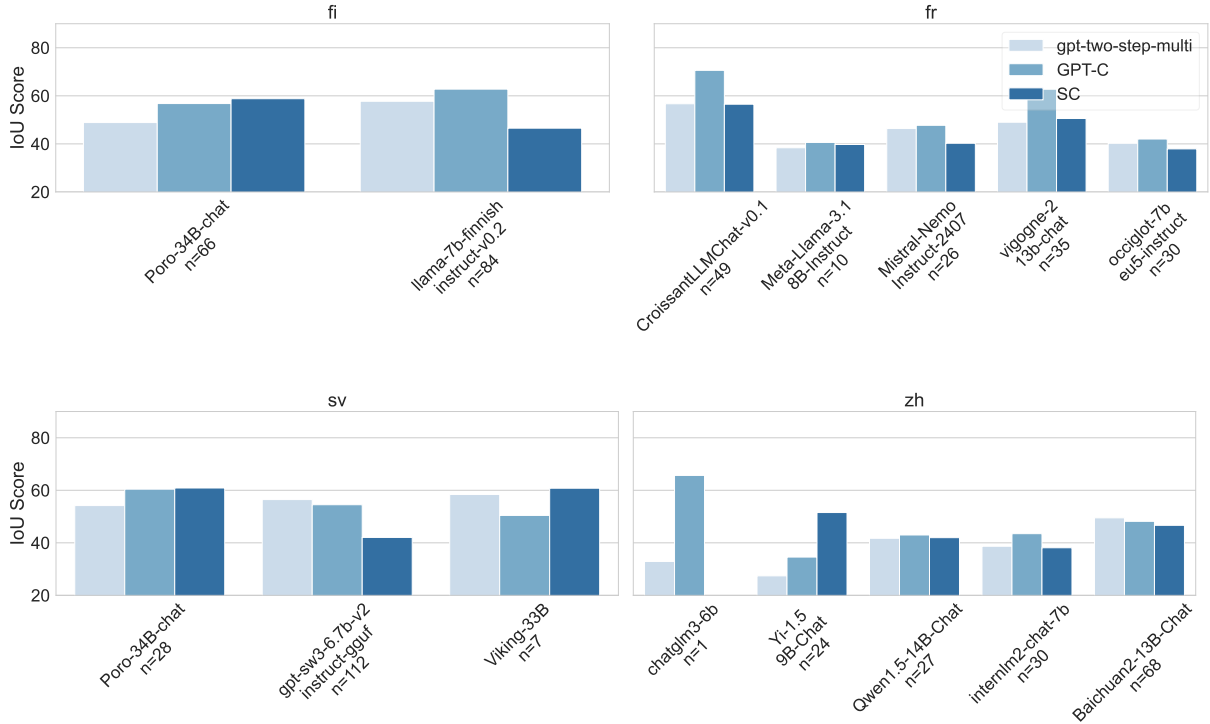 fi
IoU Score
80
60
40
20
Poro-34B-chat
n=66
llama-7b-finnish
instruct-v0.2
n=84
fr
gpt-two-step-multi
GPT-C
SC
CroissantLLMChat-v0.1
n=49
Meta-Llama-3.1
8B-Instruct
n=10
Mistral-Nemo
Instruct-2407
n=26
vigogne-2
13b-chat
n=35
occiglot-7b
eu5-instruct
n=30
sv
IoU Score
80
60
40
20
Poro-34B-chat
n=28
gpt-sw3-6.7b-v2
instruct-gguf
n=112
Viking-33B
n=7
zh
chatglm3-6b
n=1
Yi-1.5
9B-Chat
n=24
Qwen1.5-14B-Chat
n=27
internlm2-chat-7b
n=30
Baichuan2-13B-Chat
n=68